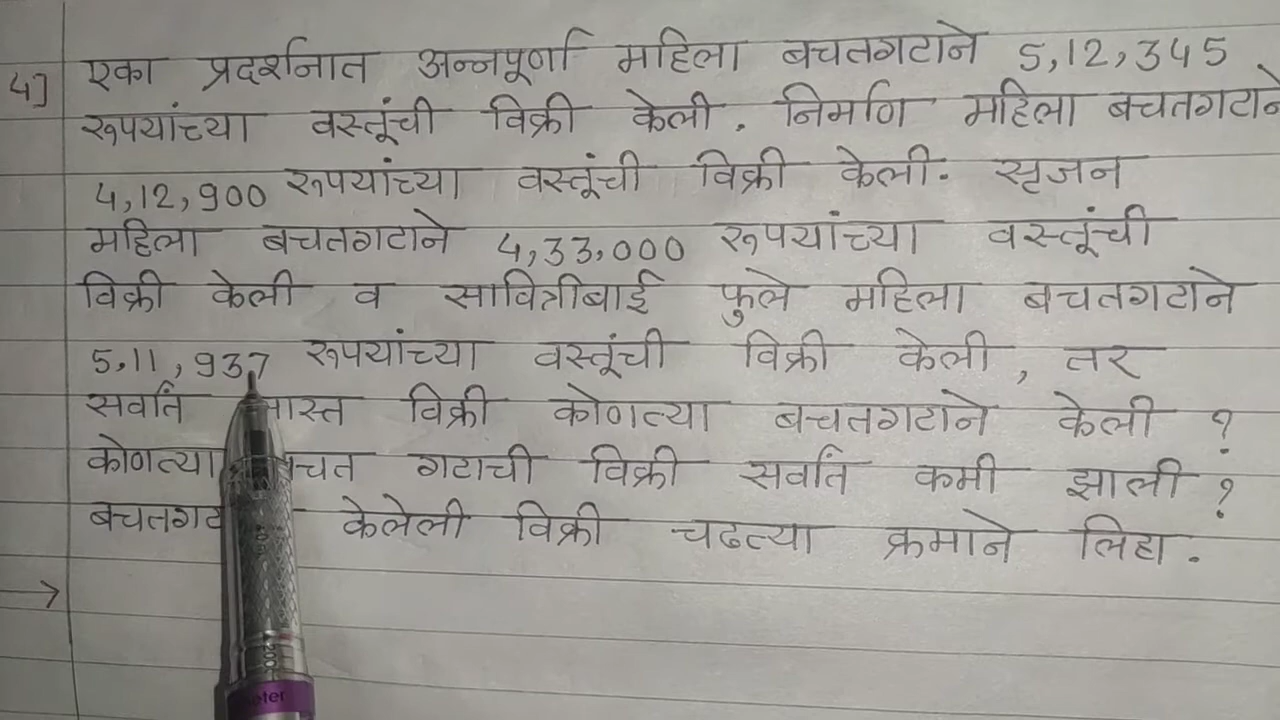 4] एका प्रदर्शनात अन्नपूर्णा महिला बचतगटाने 5,12,345
रूपयांच्या वस्तूंची विक्री केली. निर्माण महिला बचतगटाने
4,12,900 रूपयांच्या वस्तूंची विक्री केली. सृजन
महिला बचतगटाने 4,33,000 रूपयांच्या वस्तूंची
विक्री केली व सावित्रीबाई फुले महिला बचतगटाने
5,11,937 रूपयांच्या वस्तूंची विक्री केली, तर
सर्वात विक्री कोणत्या बचतगटाने केली ?
कोणत्या गटाची विक्री सर्वात कमी झाली ?
केलेली विक्री चढत्या क्रमाने लिहा.
→